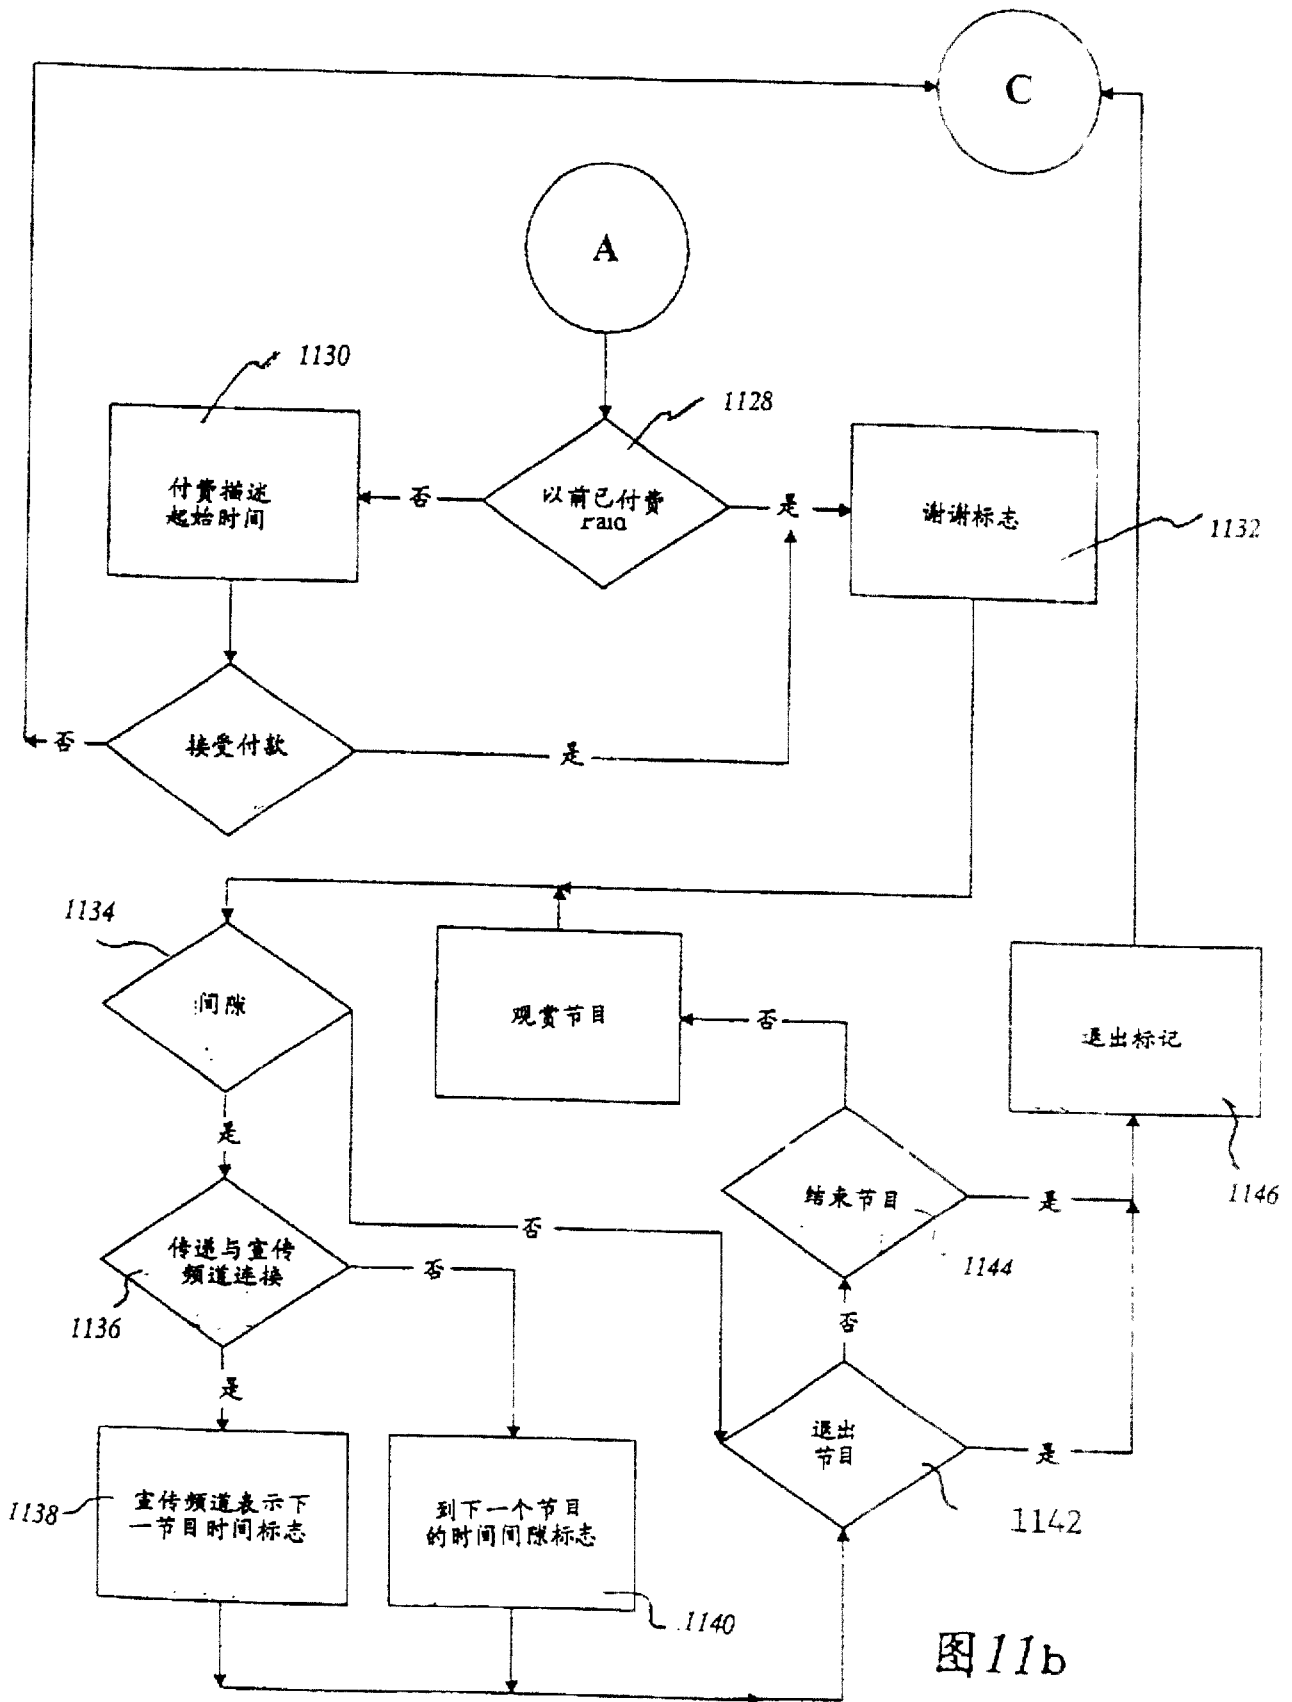 C
A
1130
1128
付费描述
起始时间
否
以前已付费
raid
是
谢谢标志
1132
否
接受付款
是
1134
间隙
观赏节目
否
退出标记
是
1146
传递与宣传
频道连接
否
否
结束节目
是
1144
1136
否
是
退出
节目
是
1138
宣传频道表示下
一节目时间标志
到下一个节目
的时间间隙标志
1142
1140
图11b